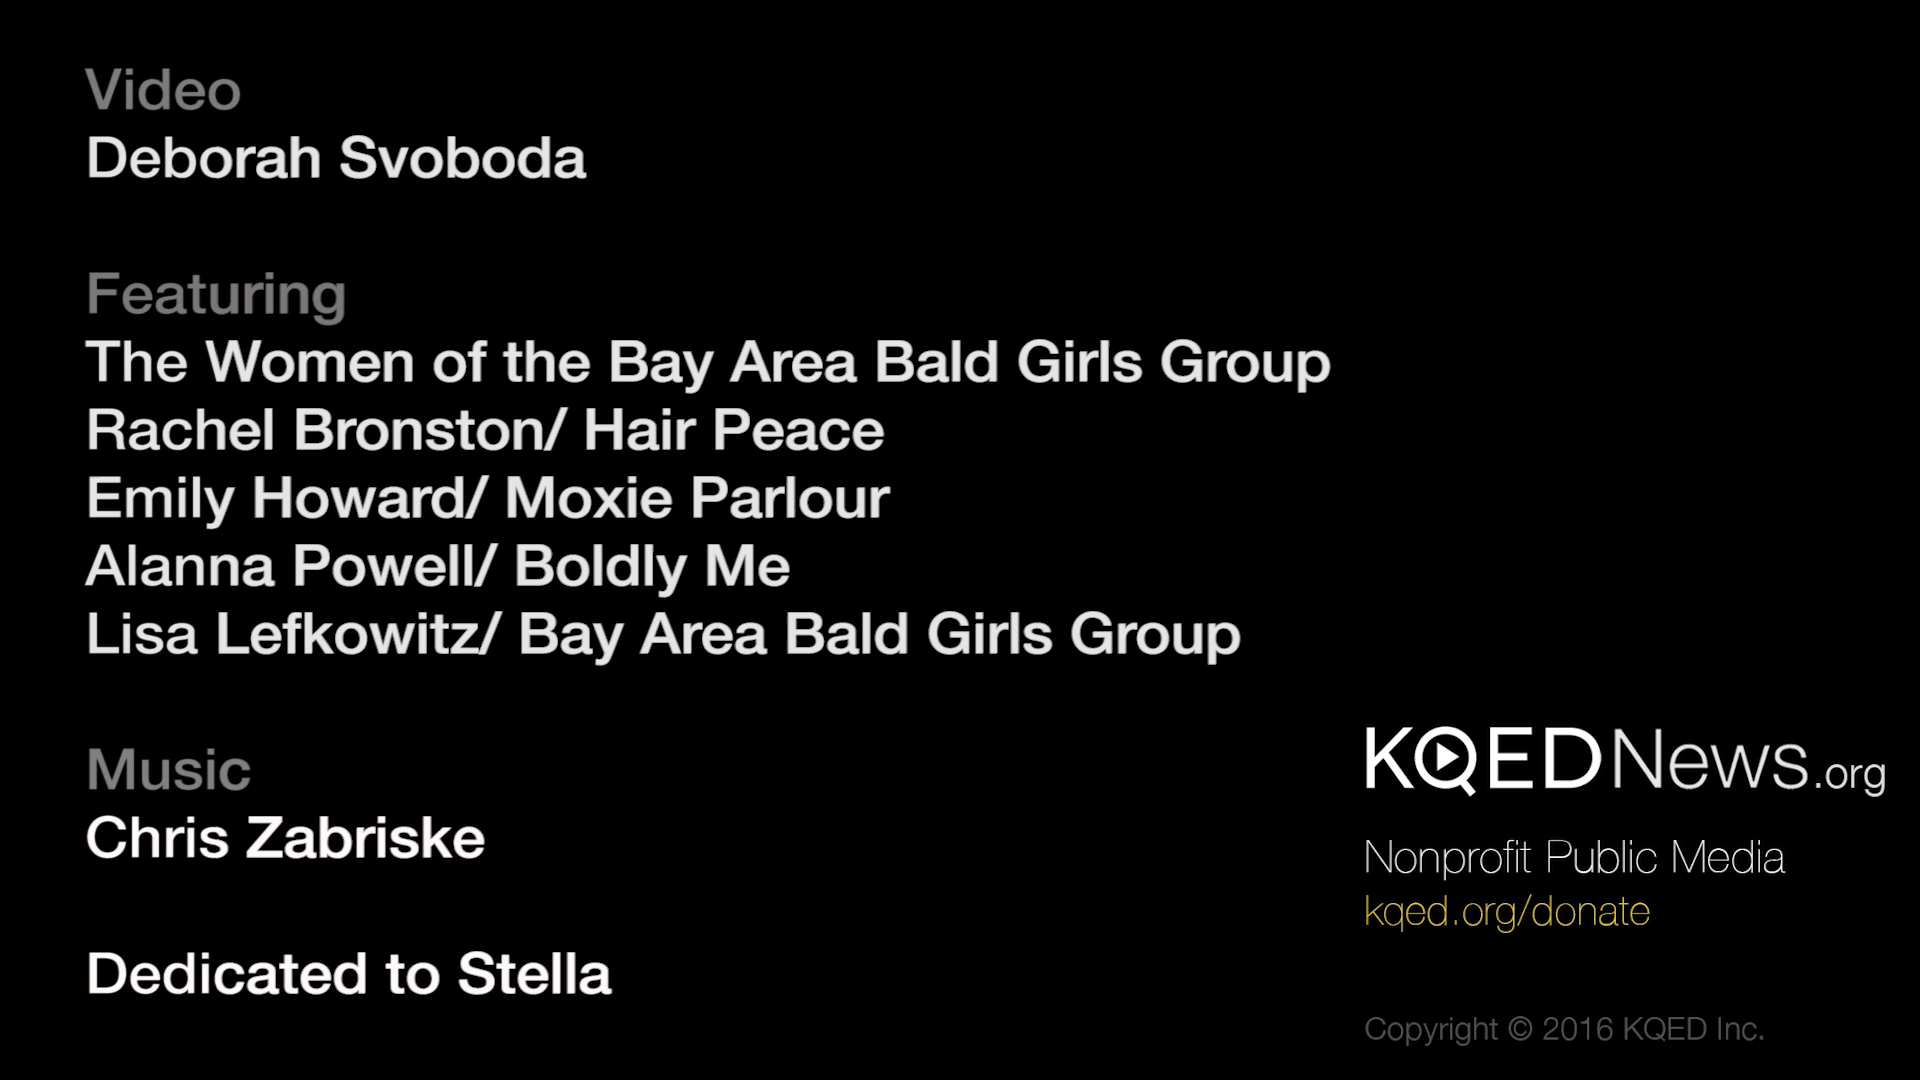 Video
Deborah Svoboda
Featuring
The Women of the Bay Area Bald Girls Group
Rachel Bronston/ Hair Peace
Emily Howard/ Moxie Parlour
Alanna Powell/ Boldly Me
Lisa Lefkowitz/ Bay Area Bald Girls Group
Music
Chris Zabriske
Dedicated to Stella
KQED News.org
Nonprofit Public Media
kqed.org/donate
Copyright © 2016 KQED Inc.